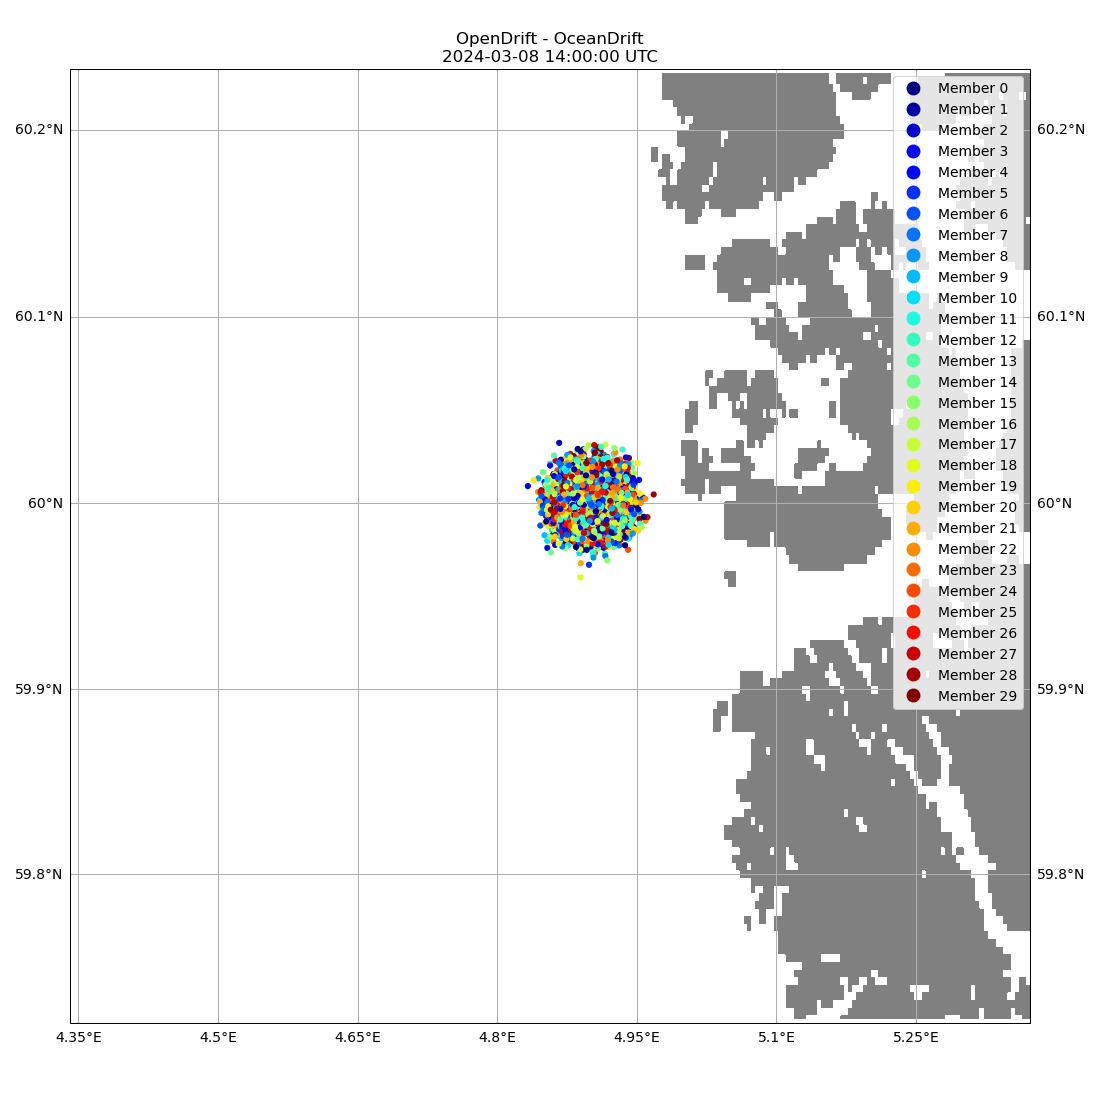 OpenDrift - OceanDrift
2024-03-08 14:00:00 UTC
60.2°N
60.1°N
60°N
59.9°N
59.8°N
60.2°N
60.1°N
60°N
59.9°N
59.8°N
4.35°E
4.5°E
4.65°E
4.8°E
4.95°E
5.1°E
5.25°E
Member 0
Member 1
Member 2
Member 3
Member 4
Member 5
Member 6
Member 7
Member 8
Member 9
Member 10
Member 11
Member 12
Member 13
Member 14
Member 15
Member 16
Member 17
Member 18
Member 19
Member 20
Member 21
Member 22
Member 23
Member 24
Member 25
Member 26
Member 27
Member 28
Member 29